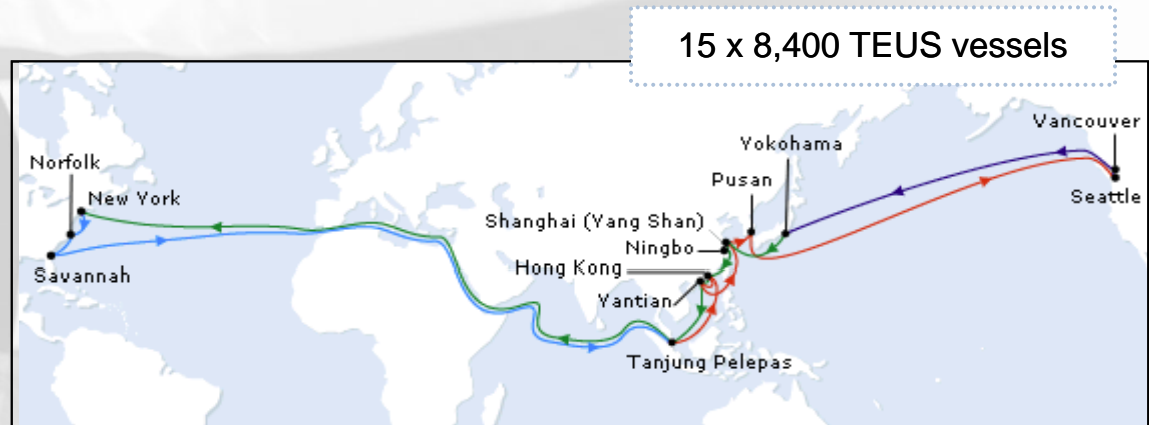 15 x 8,400 TEUS vessels
Vancouver
Yokohama
Norfolk
Pusan
New York
Seattle
Shanghai (Yang Shan)
Ningbo
Hong Kong
Savannah
Yantian
Tanjung Pelepas